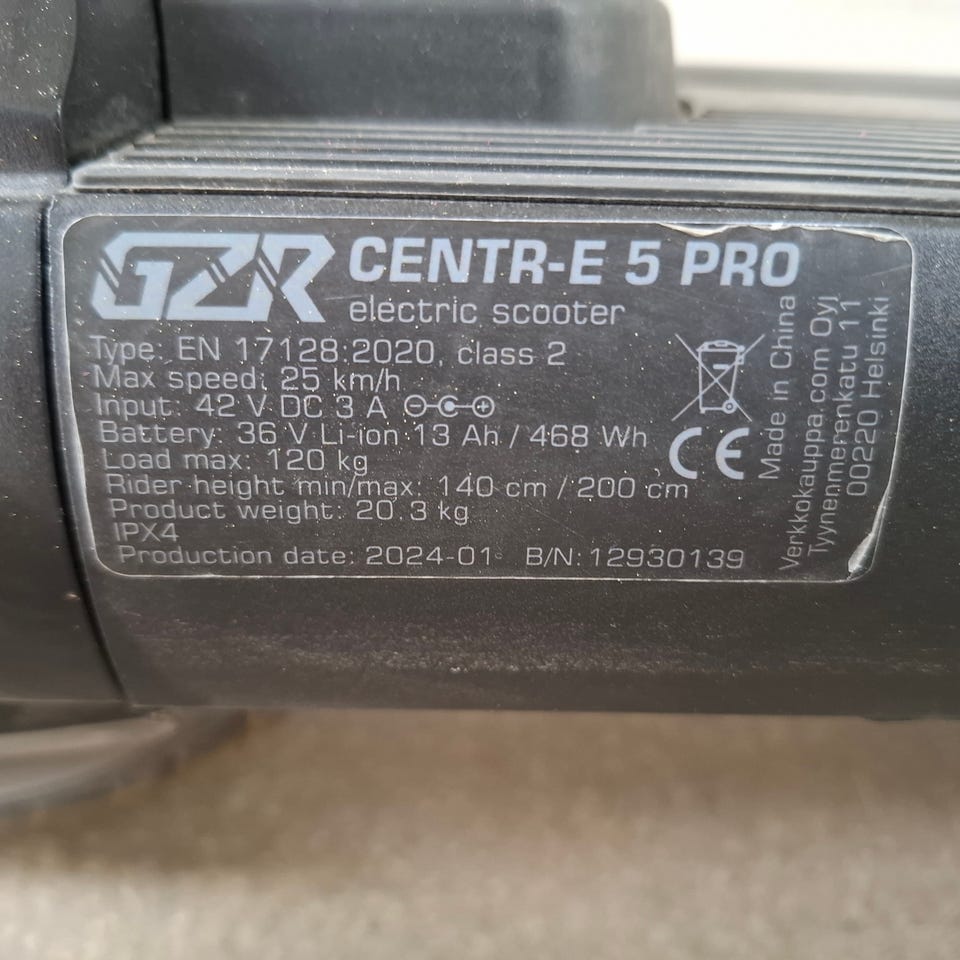 GZR CENTR-E 5 PRO
electric scooter
Type: EN 17128:2020, class 2
Max speed: 25 km/h
Input: 42 V DC 3 A
Battery: 36 V Li-ion 13 Ah / 468 Wh
Load max: 120 kg
Rider height min/max: 140 cm / 200 cm
Product weight: 20.3 kg
IPX4
Production date: 2024-01 B/N: 12930139
CE
Made in China
Verkkokauppa.com Oyj
Tyynenmerenkatu 11
00220 Helsinki